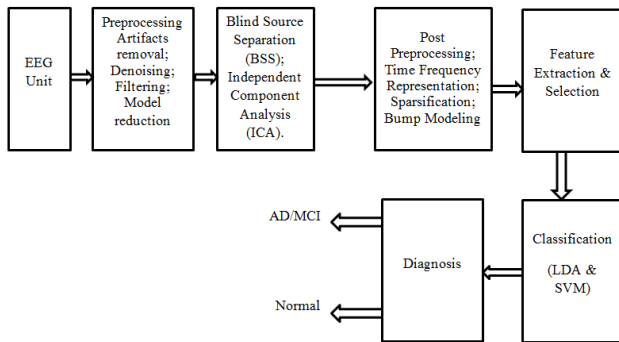 EEG
Unit
Preprocessing
Artifacts
removal;
Denoising;
Filtering;
Model
reduction
Blind Source
Separation
(BSS);
Independent
Component
Analysis
(ICA).
Post
Preprocessing;
Time Frequency
Representation;
Sparsification;
Bump Modeling
Feature
Extraction &
Selection
Classification
(LDA &
SVM)
Diagnosis
AD/MCI
Normal